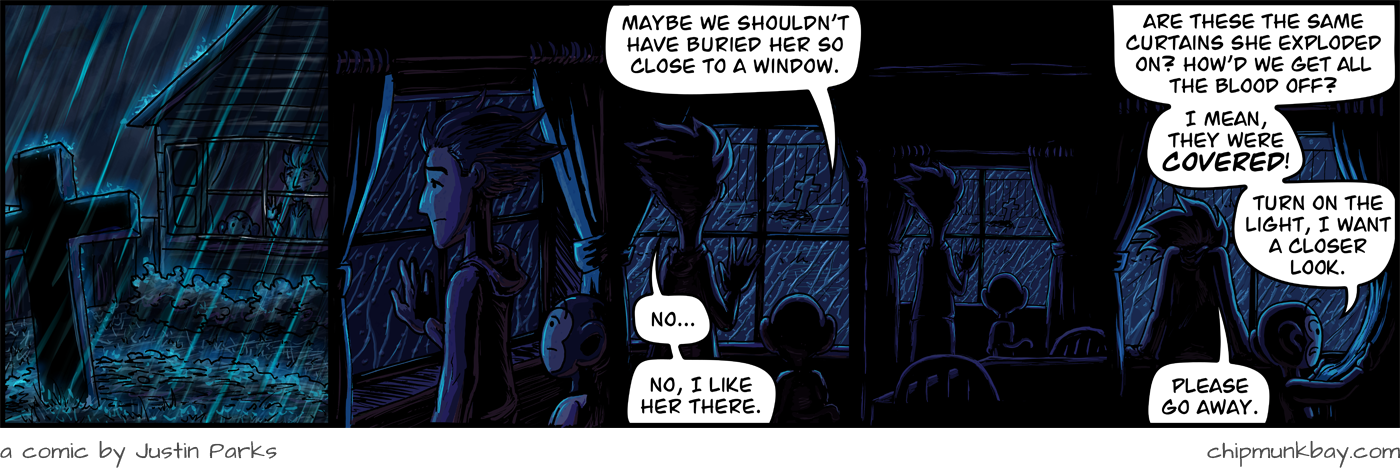 MAYBE WE SHOULDN'T
HAVE BURIED HER SO
CLOSE TO A WINDOW.
NO...
NO, I LIKE
HER THERE.
ARE THESE THE SAME
CURTAINS SHE EXPLODED
ON? HOW'D WE GET ALL
THE BLOOD OFF?
I MEAN,
THEY WERE
COVERED!
TURN ON THE
LIGHT, I WANT
A CLOSER
LOOK.
PLEASE
GO AWAY.
a comic by Justin Parks
chipmunkbay.com